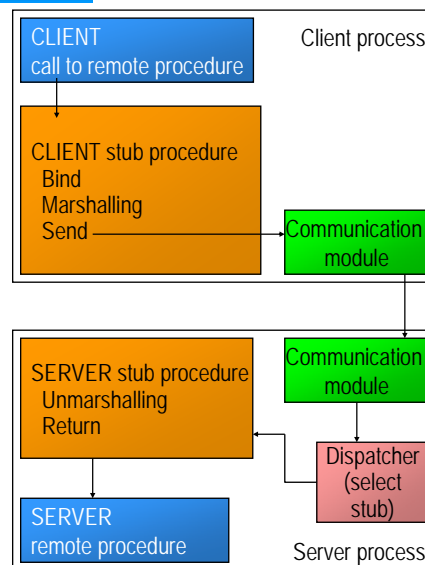 CLIENT
call to remote procedure
Client process
CLIENT stub procedure
Bind
Marshalling
Send
Communication
module
SERVER stub procedure
Unmarshalling
Return
Communication
module
Dispatcher
(select
stub)
SERVER
remote procedure
Server process